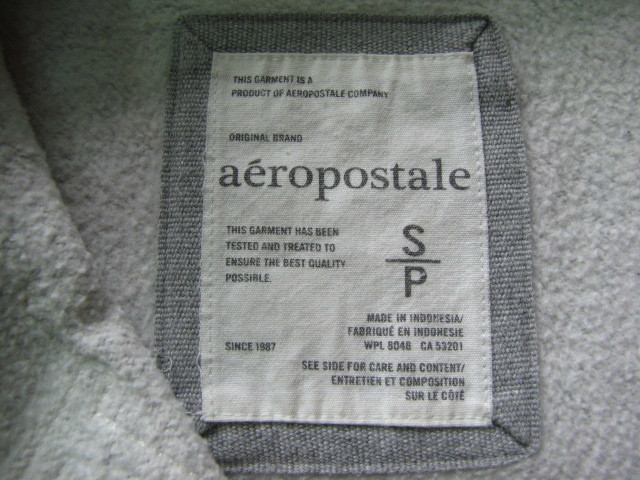 THIS GARMENT IS A
PRODUCT OF AEROPOSTALE COMPANY
ORIGINAL BRAND
aéropostale
THIS GARMENT HAS BEEN
TESTED AND TREATED TO
ENSURE THE BEST QUALITY
POSSIBLE.
S
P
MADE IN INDONESIA/
FABRIQUÉ EN INDONESIE
WPL 8048 CA 53201
SINCE 1987
SEE SIDE FOR CARE AND CONTENT/
ENTRETIEN ET COMPOSITION
SUR LE CÔTÉ